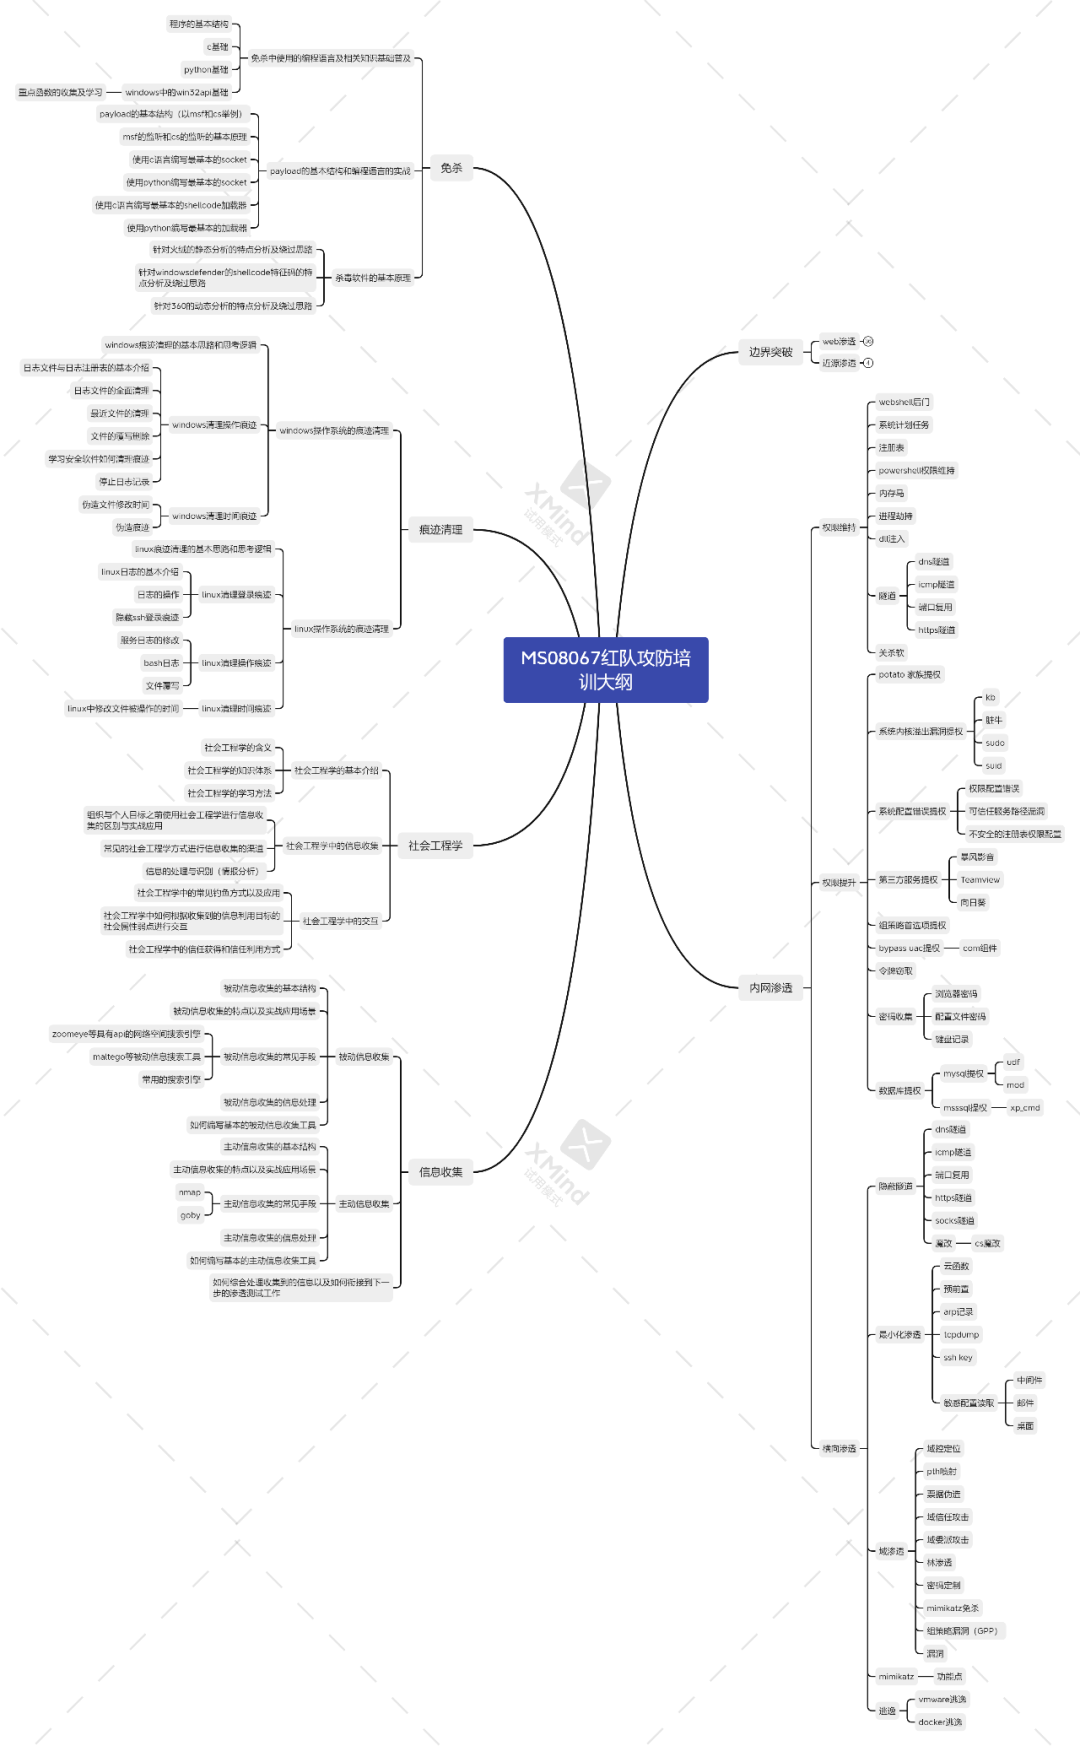 MS08067红队攻防培
训大纲
免杀
免杀中使用的编程语言及相关知识基础普及
程序的基本结构
c基础
python基础
windows中的win32api基础
重点函数的收集及学习
payload的基本结构和编程语言的实战
payload的基本结构（以msf和cs举例）
msf的监听和cs的监听的基本原理
使用c语言编写最基本的socket
使用python编写最基本的socket
使用c语言编写最基本的shellcode加载器
使用python编写最基本的加载器
杀毒软件的基本原理
针对火绒的静态分析的特点分析及绕过思路
针对windowsdefender的shellcode特征码的特
点分析及绕过思路
针对360的动态分析的特点分析及绕过思路
痕迹清理
windows操作系统的痕迹清理
windows痕迹清理的基本思路和思考逻辑
windows清理操作痕迹
日志文件与日志注册表的基本介绍
日志文件的全面清理
最近文件的清理
文件的覆写删除
学习安全软件如何清理痕迹
停止日志记录
windows清理时间痕迹
伪造文件修改时间
伪造痕迹
linux操作系统的痕迹清理
linux痕迹清理的基本思路和思考逻辑
linux清理登录痕迹
linux日志的基本介绍
日志的操作
隐藏ssh登录痕迹
linux清理操作痕迹
服务日志的修改
bash日志
文件覆写
linux清理时间痕迹
linux中修改文件被操作的时间
社会工程学
社会工程学的基本介绍
社会工程学的含义
社会工程学的知识体系
社会工程学的学习方法
社会工程学中的信息收集
组织与个人目标之前使用社会工程学进行信息收
集的区别与实战应用
常见的社会工程学方式进行信息收集的渠道
信息的处理与识别（情报分析）
社会工程学中的交互
社会工程学中的常见钓鱼方式以及应用
社会工程学中如何根据收集到的信息利用目标的
社会属性弱点进行交互
社会工程学中的信任获得和信任利用方式
信息收集
被动信息收集
被动信息收集的基本结构
被动信息收集的特点以及实战应用场景
被动信息收集的常见手段
zoomeye等具有api的网络空间搜索引擎
maltego等被动信息搜索工具
常用的搜索引擎
被动信息收集的信息处理
如何编写基本的被动信息收集工具
主动信息收集
主动信息收集的基本结构
主动信息收集的特点以及实战应用场景
主动信息收集的常见手段
nmap
goby
主动信息收集的信息处理
如何编写基本的主动信息收集工具
如何综合处理收集到的信息以及如何衔接到下一
步的渗透测试工作
边界突破
web渗透
近源渗透
内网渗透
权限维持
webshell后门
系统计划任务
注册表
powershell权限维持
内存马
进程劫持
dll注入
隧道
dns隧道
icmp隧道
端口复用
https隧道
关杀软
权限提升
potato 家族提权
系统内核溢出漏洞提权
kb
脏牛
sudo
suid
系统配置错误提权
权限配置错误
可信任服务路径漏洞
不安全的注册表权限配置
第三方服务提权
暴风影音
Teamview
向日葵
组策略首选项提权
bypass uac提权
com组件
令牌窃取
密码收集
浏览器密码
配置文件密码
键盘记录
数据库提权
mysql提权
udf
mod
msssql提权
xp_cmd
横向渗透
隐蔽隧道
dns隧道
icmp隧道
端口复用
https隧道
socks隧道
魔改
cs魔改
最小化渗透
云函数
预前置
arp记录
tcpdump
ssh key
敏感配置读取
中间件
邮件
桌面
域渗透
域控定位
pth喷射
票据伪造
域信任攻击
域委派攻击
林渗透
密码定制
mimikatz免杀
组策略漏洞（GPP）
漏洞
mimikatz
功能点
逃逸
vmware逃逸
docker逃逸
XMind
试用模式
XMind
试用模式